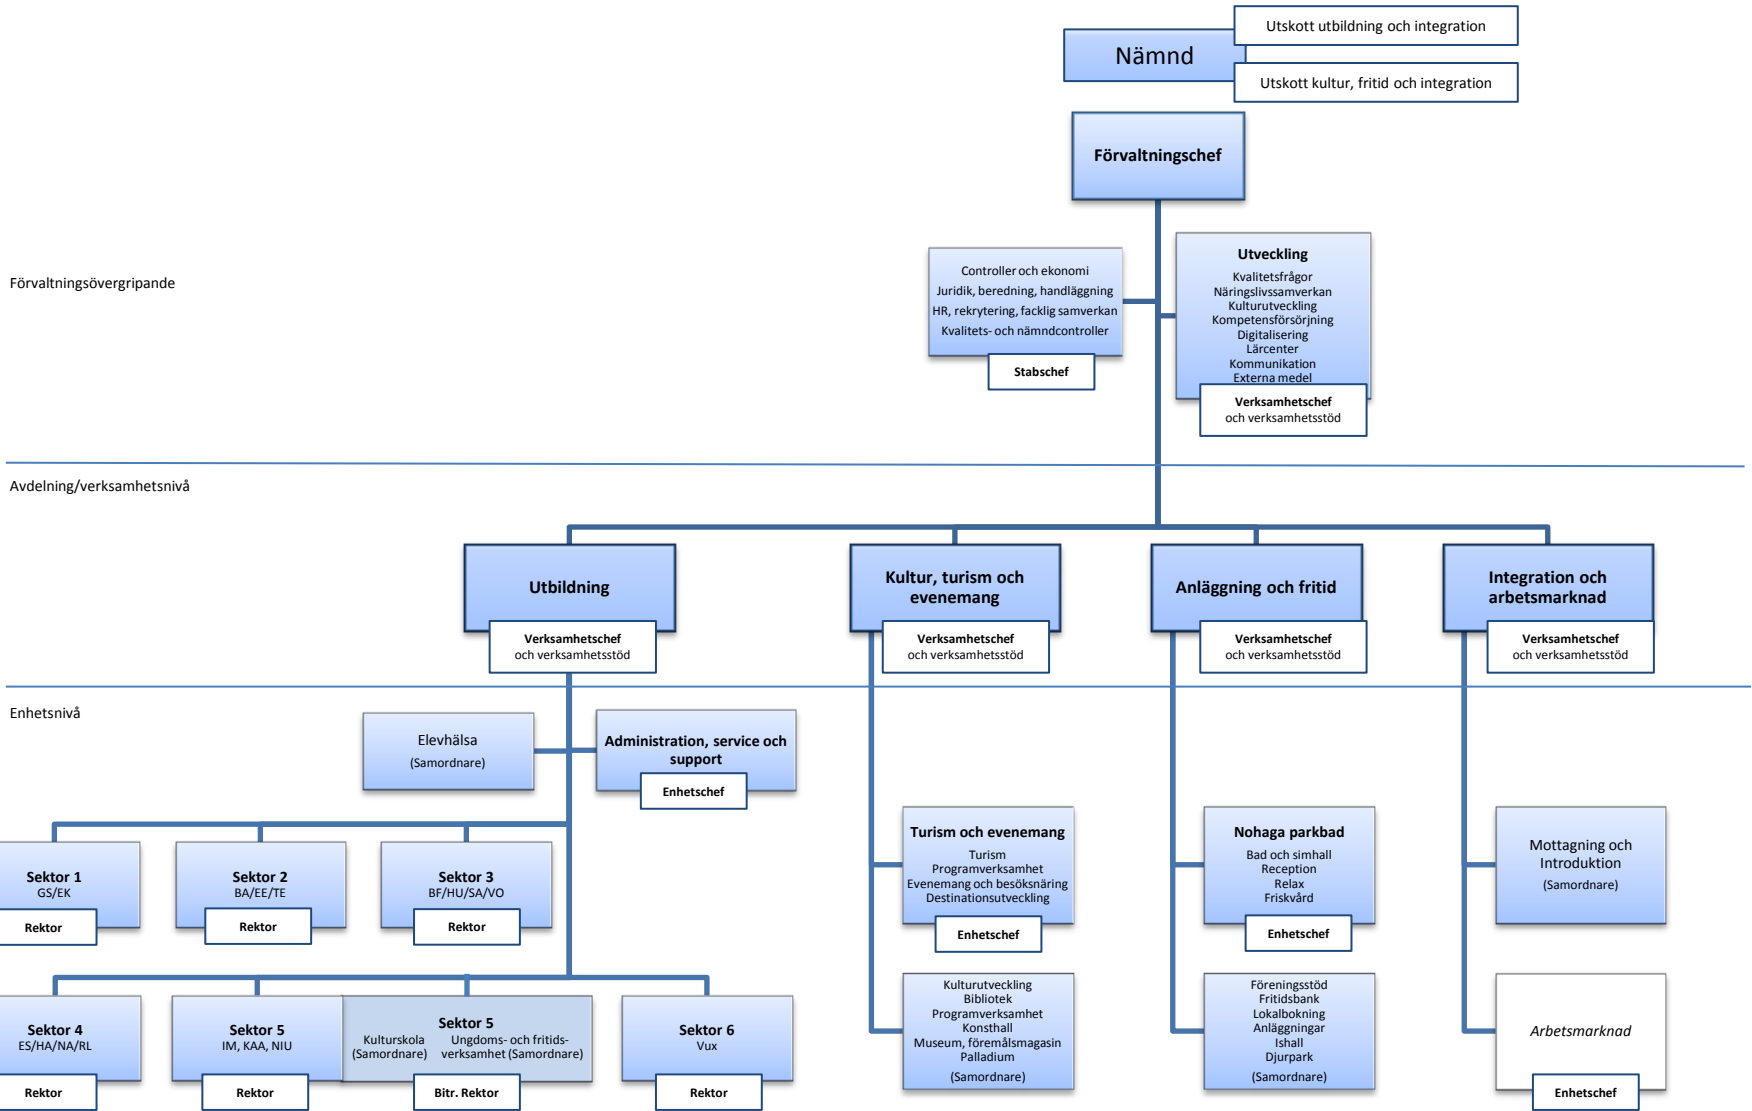 Utskott utbildning och integration
Nämnd
Utskott kultur, fritid och integration
Förvaltningschef
Förvaltningsövergripande
Controller och ekonomi
Juridik, beredning, handläggning
HR, rekrytering, facklig samverkan
Kvalitets- och nämndcontroller
Stabschef
Utveckling
Kvalitetsfrågor
Näringslivssamverkan
Kulturutveckling
Kompetensförsörjning
Digitalisering
Lärcenter
Kommunikation
Externa medel
Verksamhetschef
och verksamhetsstöd
Avdelning/verksamhetsnivå
Utbildning
Verksamhetschef
och verksamhetsstöd
Kultur, turism och
evenemang
Verksamhetschef
och verksamhetsstöd
Anläggning och fritid
Verksamhetschef
och verksamhetsstöd
Integration och
arbetsmarknad
Verksamhetschef
och verksamhetsstöd
Enhetsnivå
Elevhälsa
(Samordnare)
Administration, service och
support
Enhetschef
Sektor 1
GS/EK
Rektor
Sektor 2
BA/EE/TE
Rektor
Sektor 3
BF/HU/SA/VO
Rektor
Turism och evenemang
Turism
Programverksamhet
Evenemang och besöksnäring
Destinationsutveckling
Enhetschef
Nohaga parkbad
Bad och simhall
Reception
Relax
Friskvård
Enhetschef
Mottagning och
Introduktion
(Samordnare)
Sektor 4
ES/HA/NA/RL
Rektor
Sektor 5
IM, KAA, NIU
Rektor
Sektor 5
Kulturskola
(Samordnare)
Ungdoms- och fritids-
verksamhet (Samordnare)
Bitr. Rektor
Sektor 6
Vux
Rektor
Kulturutveckling
Bibliotek
Programverksamhet
Konsthall
Museum, föremålsmagasin
Palladium
(Samordnare)
Föreningsstöd
Fritidsbank
Lokalbokning
Anläggningar
Ishall
Djurpark
(Samordnare)
Arbetsmarknad
Enhetschef